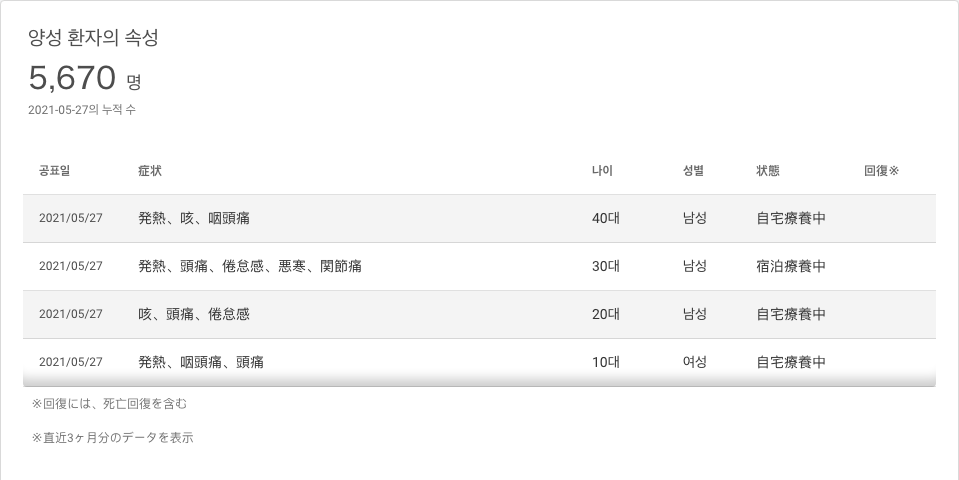 양성 환자의 속성
5,670 명
2021-05-27의 누적 수
공표일 症状 나이 성별 状態 回復※
2021/05/27 発熱、咳、咽頭痛 40대 남성 自宅療養中
2021/05/27 発熱、頭痛、倦怠感、悪寒、関節痛 30대 남성 宿泊療養中
2021/05/27 咳、頭痛、倦怠感 20대 남성 自宅療養中
2021/05/27 発熱、咽頭痛、頭痛 10대 여성 自宅療養中
※回復には、死亡回復を含む
※直近3ヶ月分のデータを表示